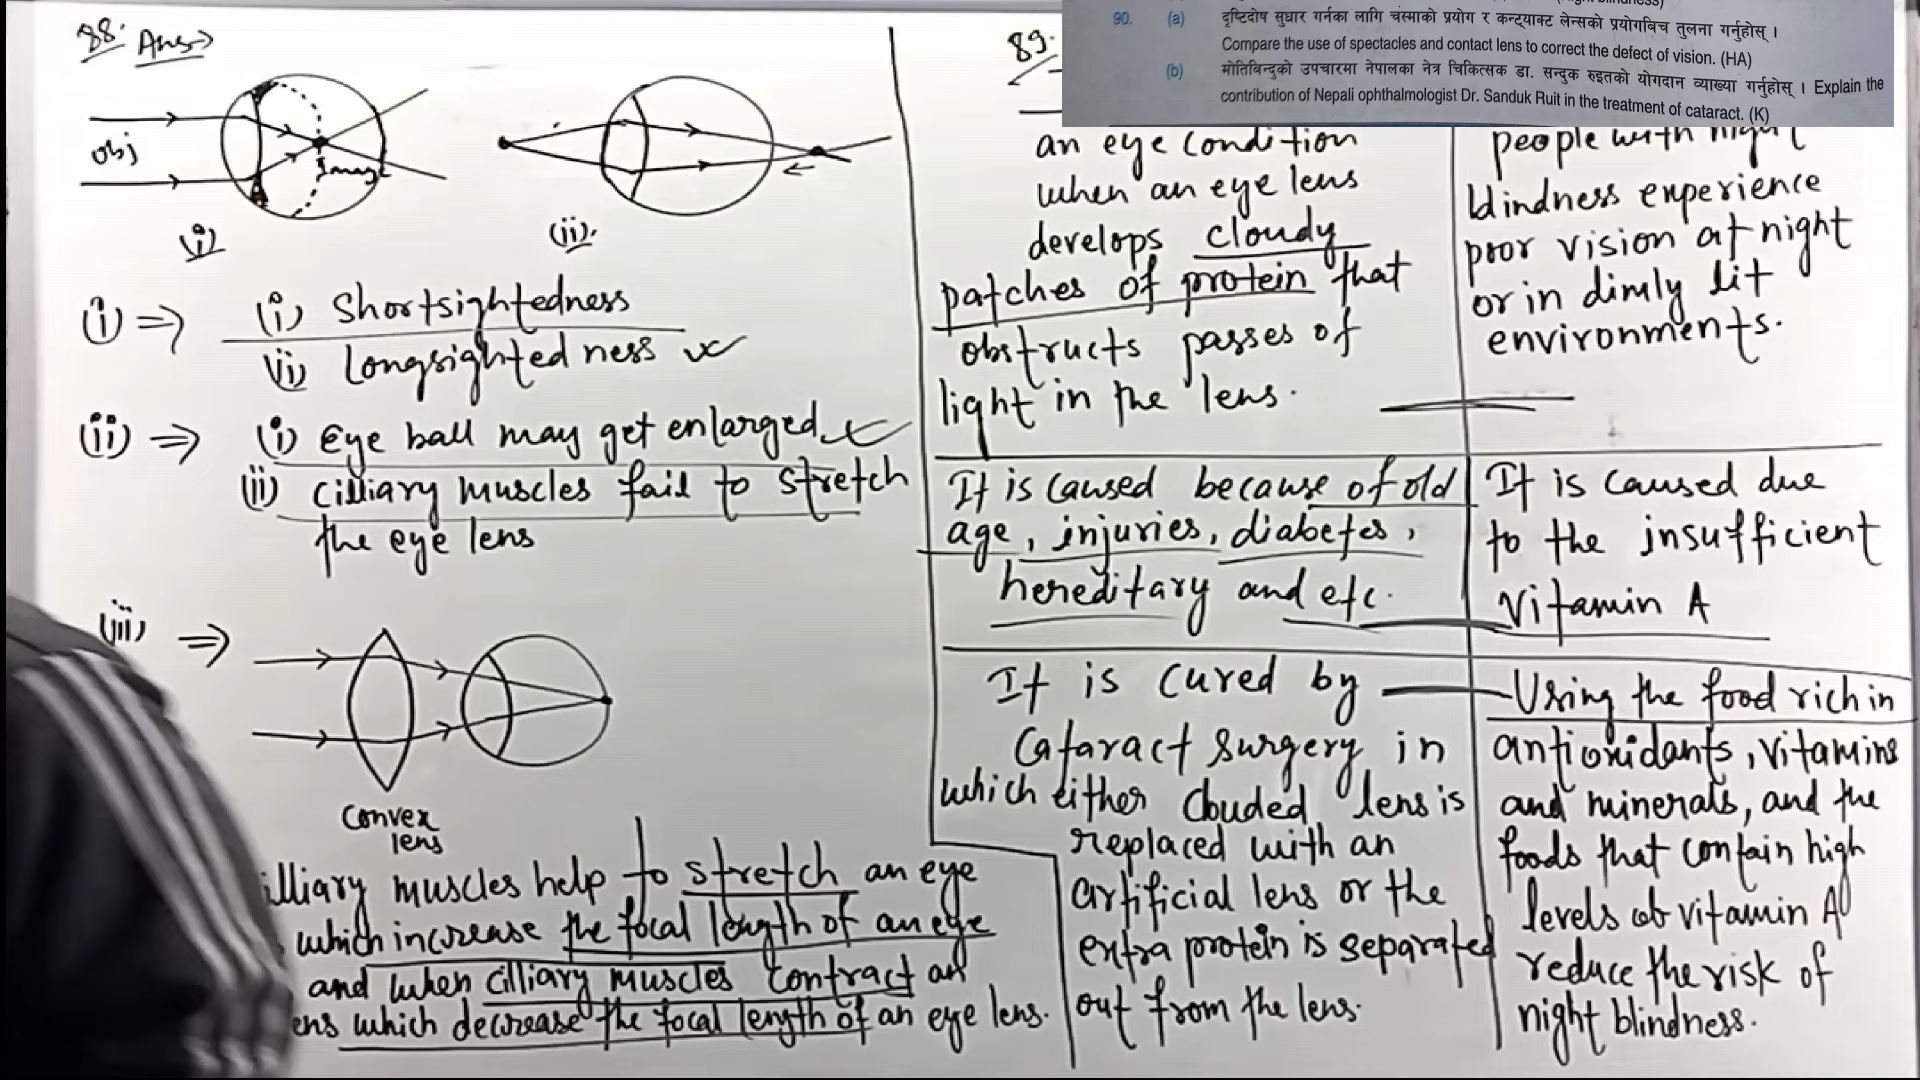 88. Ans→
obj
Image
(i)
(ii).
(i) => (i) Shortsightedness
(ii) Longsightedness
(ii) => (i) Eye ball may get enlarged
(ii) cilliary muscles fail to stretch
the eye lens
(iii) =>
Convex
lens
illiary muscles help to stretch an eye
which increase the focal length of an eye
and when cilliary muscles contract an
ens which decrease the focal length of an eye lens.
89.
an eye condition
when an eye lens
develops cloudy
patches of protein that
obstructs passes of
light in the lens.
It is caused because of old
age, injuries, diabetes,
hereditary and etc.
It is cured by
Cataract surgery in
which either clouded lens is
replaced with an
artificial lens or the
extra protein is separated
out from the lens.
people with night
blindness experience
poor vision at night
or in dimly lit
environments.
It is caused due
to the insufficient
Vitamin A
Using the food rich in
antioxidants, vitamins
and minerals, and the
foods that contain high
levels of vitamin A
reduce the risk of
night blindness.
90. (a) दृष्टिदोष सुधार गर्नका लागि चस्माको प्रयोग र कन्ट्याक्ट लेन्सको प्रयोगबिच तुलना गर्नुहोस् ।
Compare the use of spectacles and contact lens to correct the defect of vision. (HA)
(b) मोतिबिन्दुको उपचारमा नेपालका नेत्र चिकित्सक डा. सन्दुक रुइतको योगदान व्याख्या गर्नुहोस् । Explain the
contribution of Nepali ophthalmologist Dr. Sanduk Ruit in the treatment of cataract. (K)